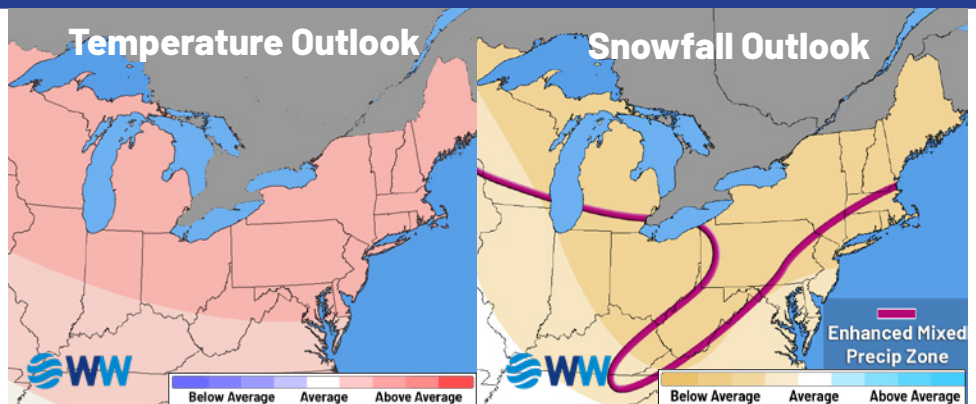 Temperature Outlook
WW
Below Average Average Above Average
Snowfall Outlook
Enhanced Mixed
Precip Zone
WW
Below Average Average Above Average